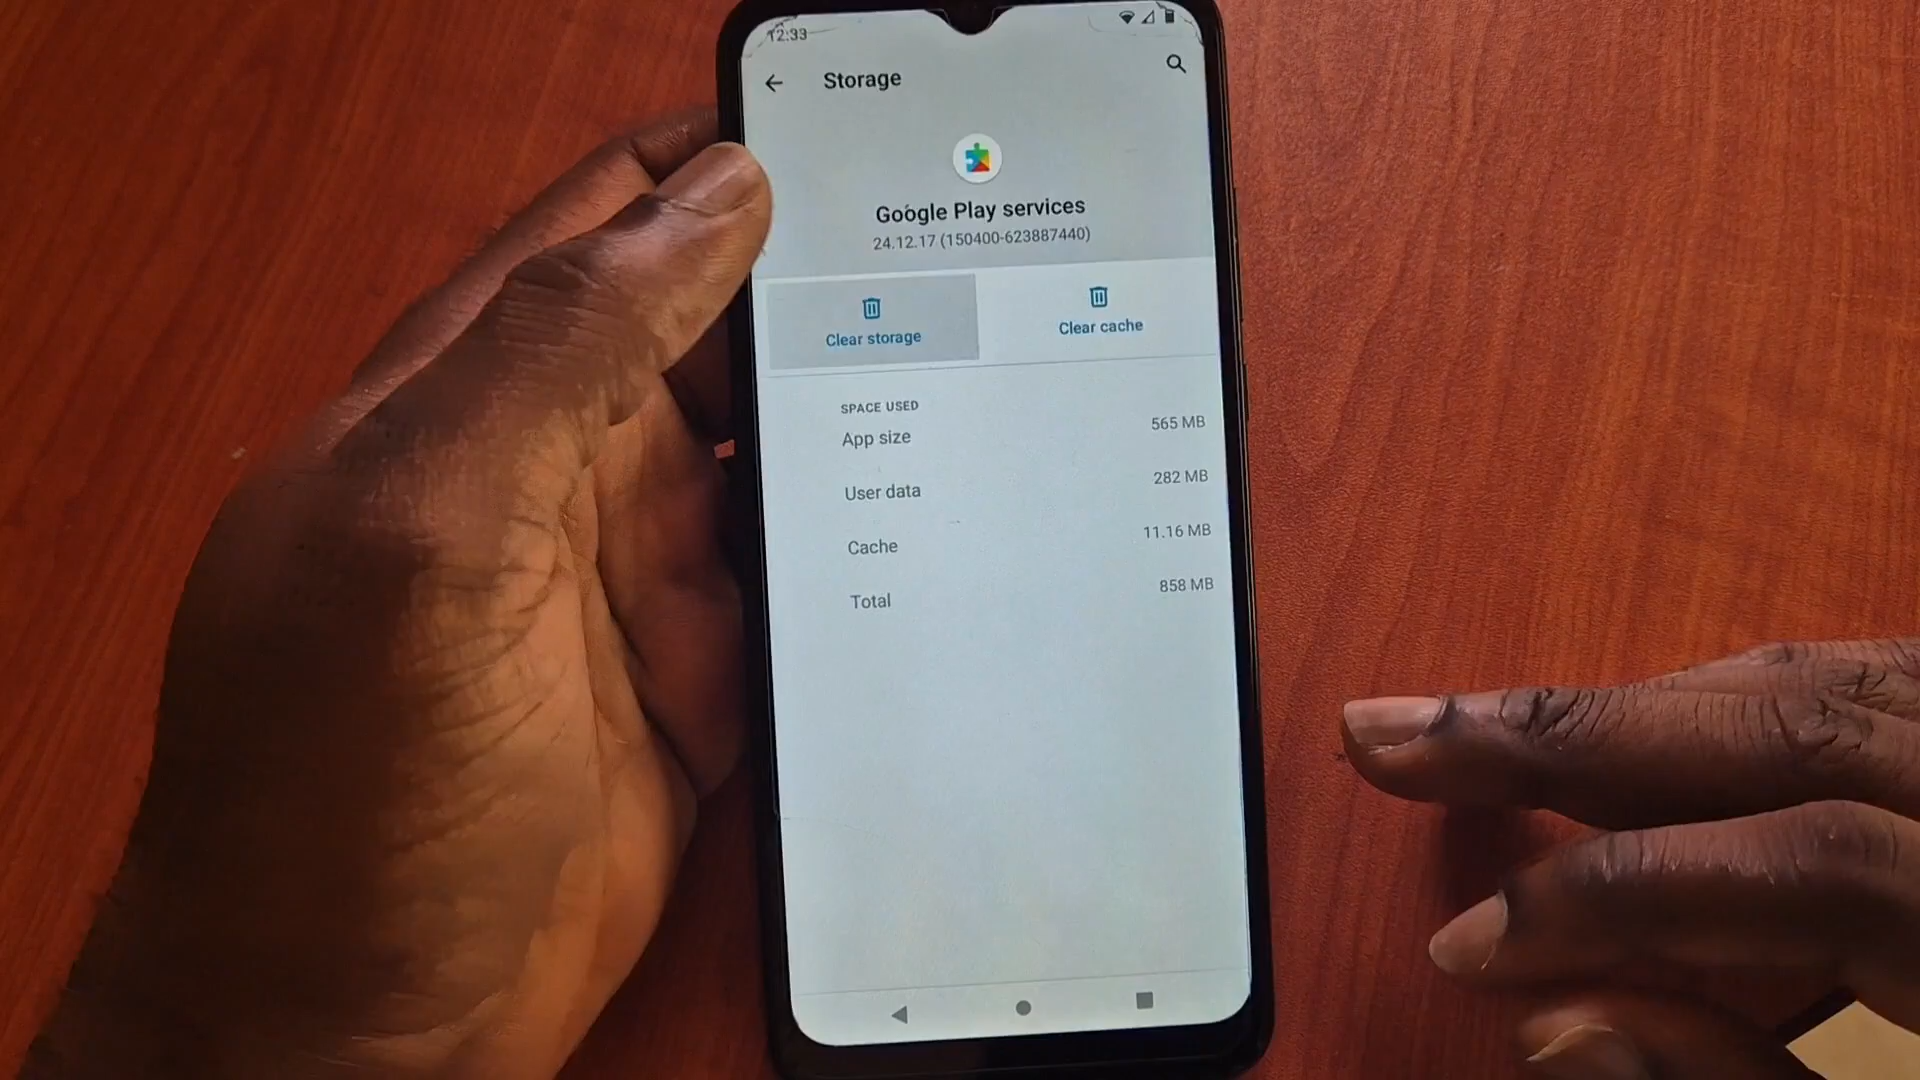 12:33
Storage
Google Play services
24.12.17 (150400-623887440)
Clear storage
Clear cache
SPACE USED
App size 565 MB
User data 282 MB
Cache 11.16 MB
Total 858 MB